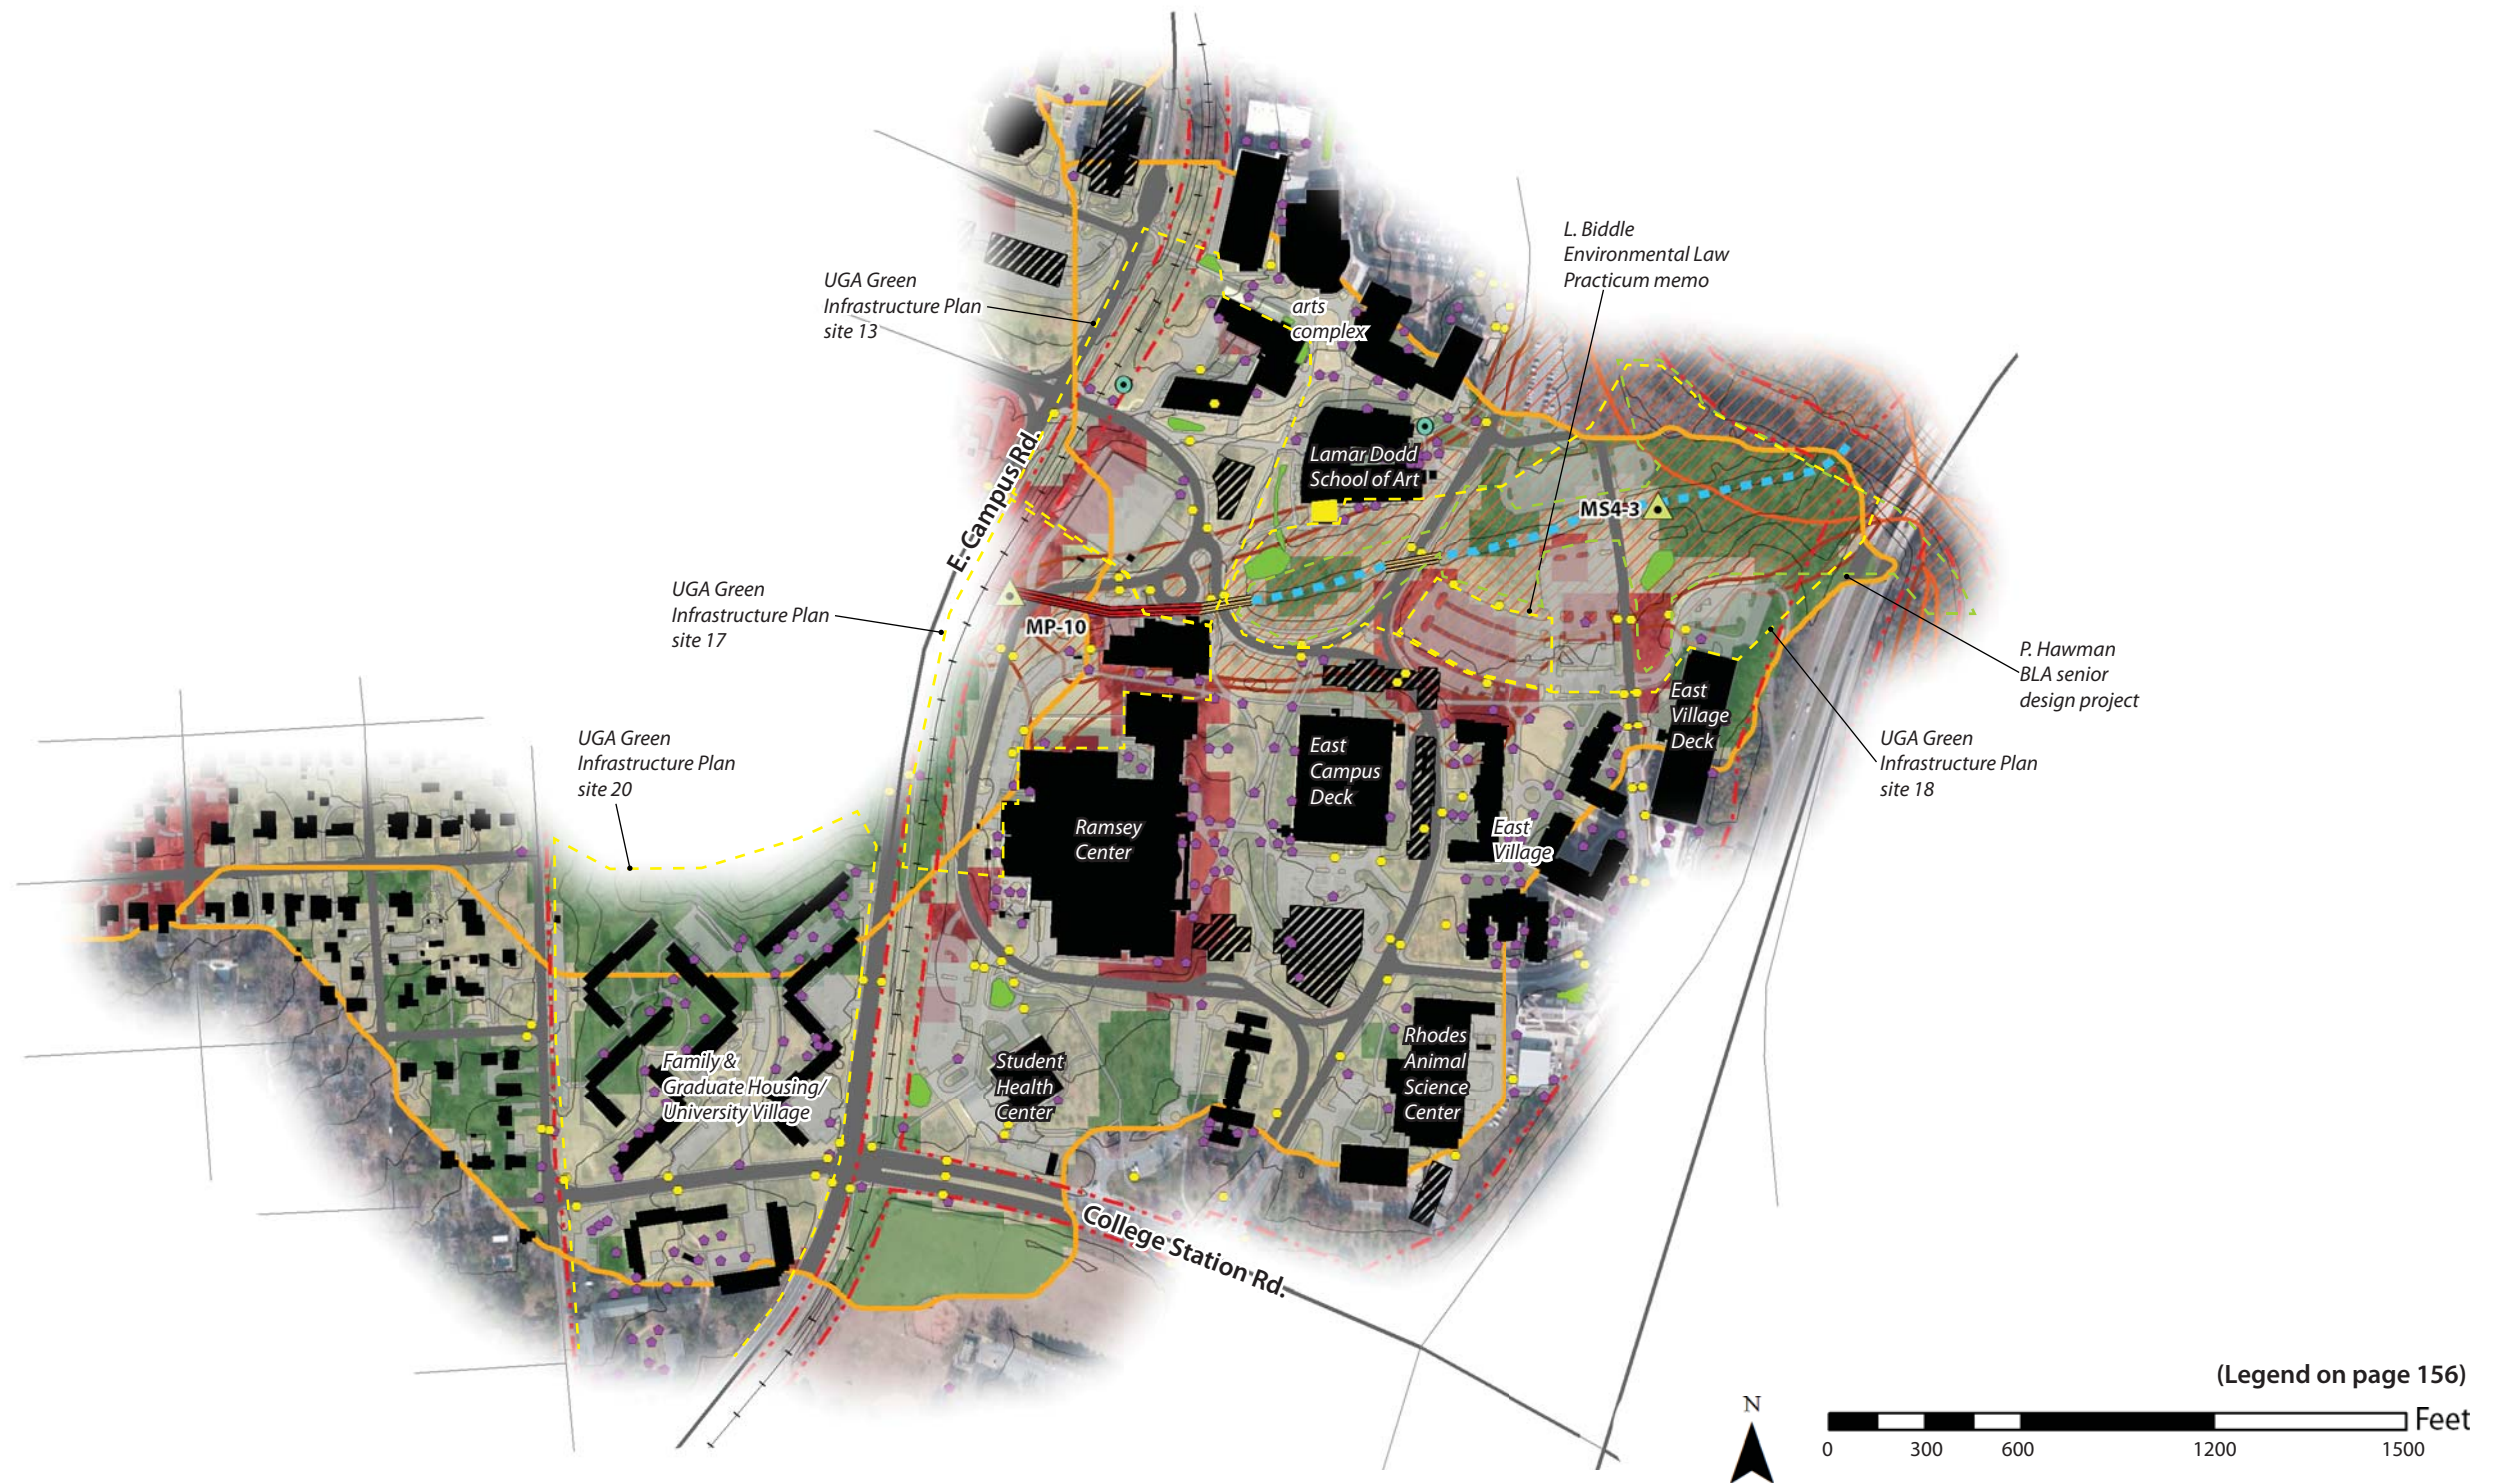 L. Biddle
Environmental Law
Practicum memo
UGA Green
Infrastructure Plan
site 13
arts
complex
Lamar Dodd
School of Art
E. Campus Rd.
MS4-3
UGA Green
Infrastructure Plan
site 17
MP-10
P. Hawman
BLA senior
design project
East
Village
Deck
UGA Green
Infrastructure Plan
site 18
UGA Green
Infrastructure Plan
site 20
East
Campus
Deck
Ramsey
Center
East
Village
Family &
Graduate Housing/
University Village
Student
Health
Center
Rhodes
Animal
Science
Center
College Station Rd.
(Legend on page 156)
N
Feet
0 300 600 1200 1500